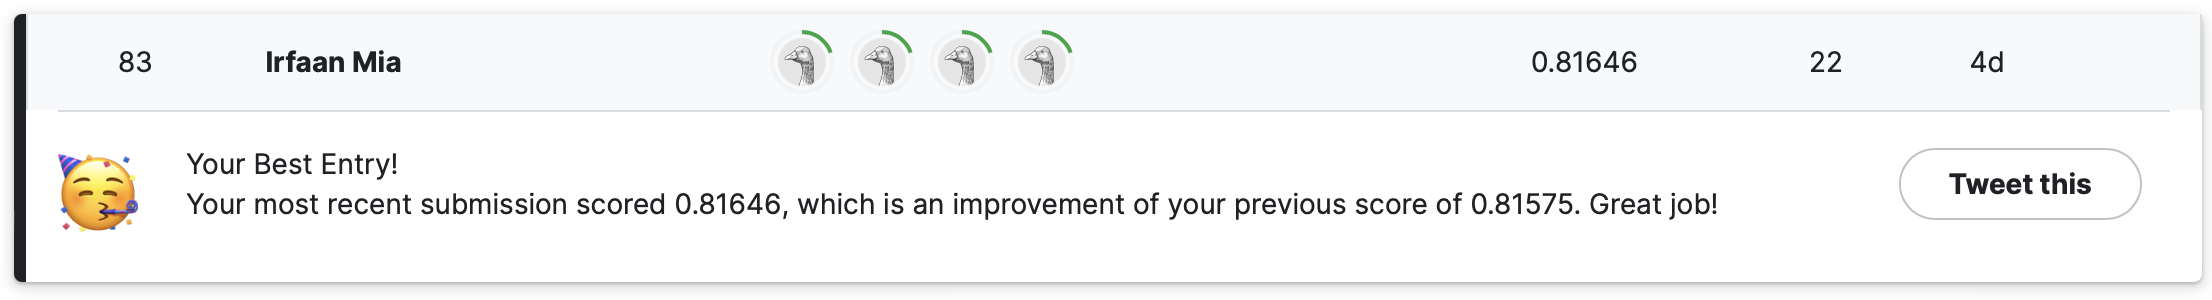 83 Irfaan Mia 0.81646 22 4d
Your Best Entry!
Your most recent submission scored 0.81646, which is an improvement of your previous score of 0.81575. Great job!
Tweet this